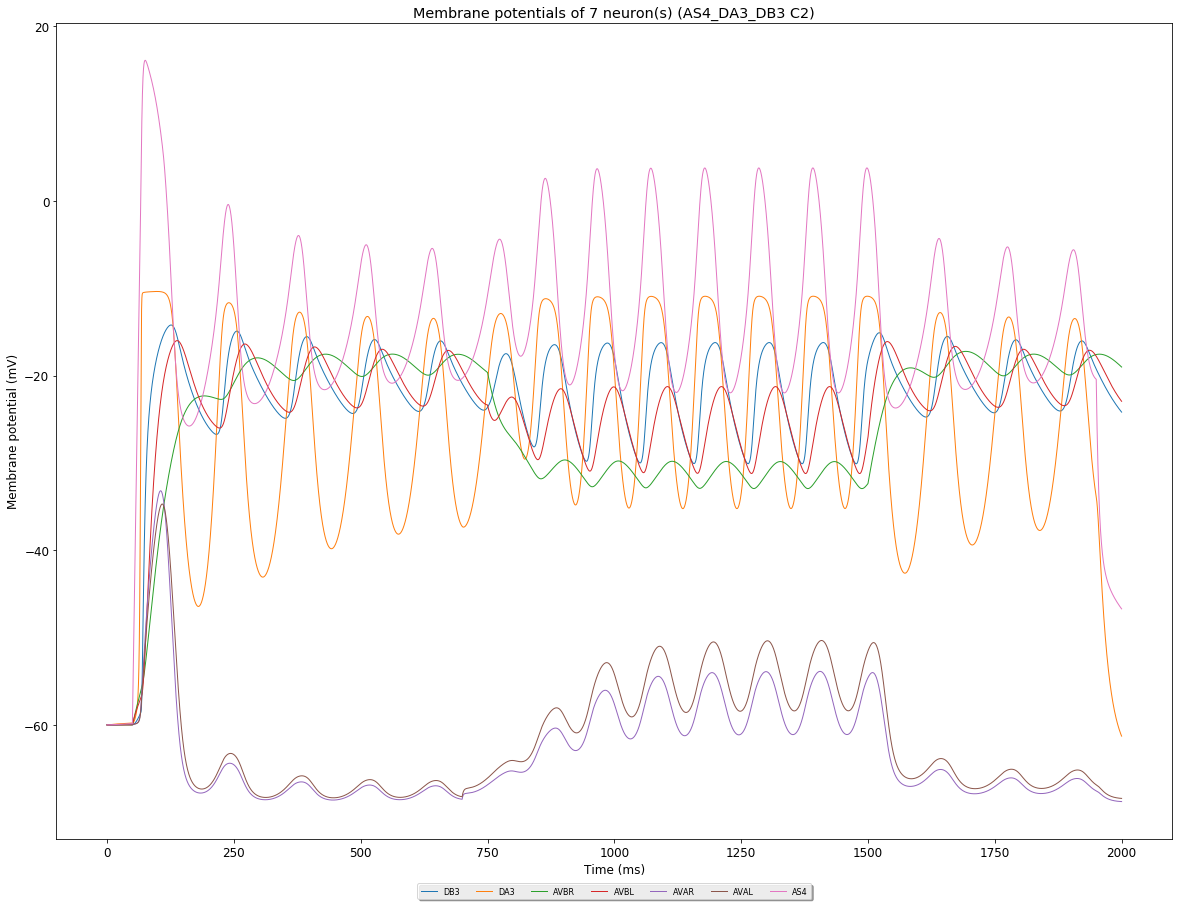 Membrane potentials of 7 neuron(s) (AS4_DA3_DB3 C2)
20
0
−20
−40
−60
Membrane potential (mV)
0 250 500 750 1000 1250 1500 1750 2000
Time (ms)
DB3 DA3 AVBR AVBL AVAR AVAL AS4